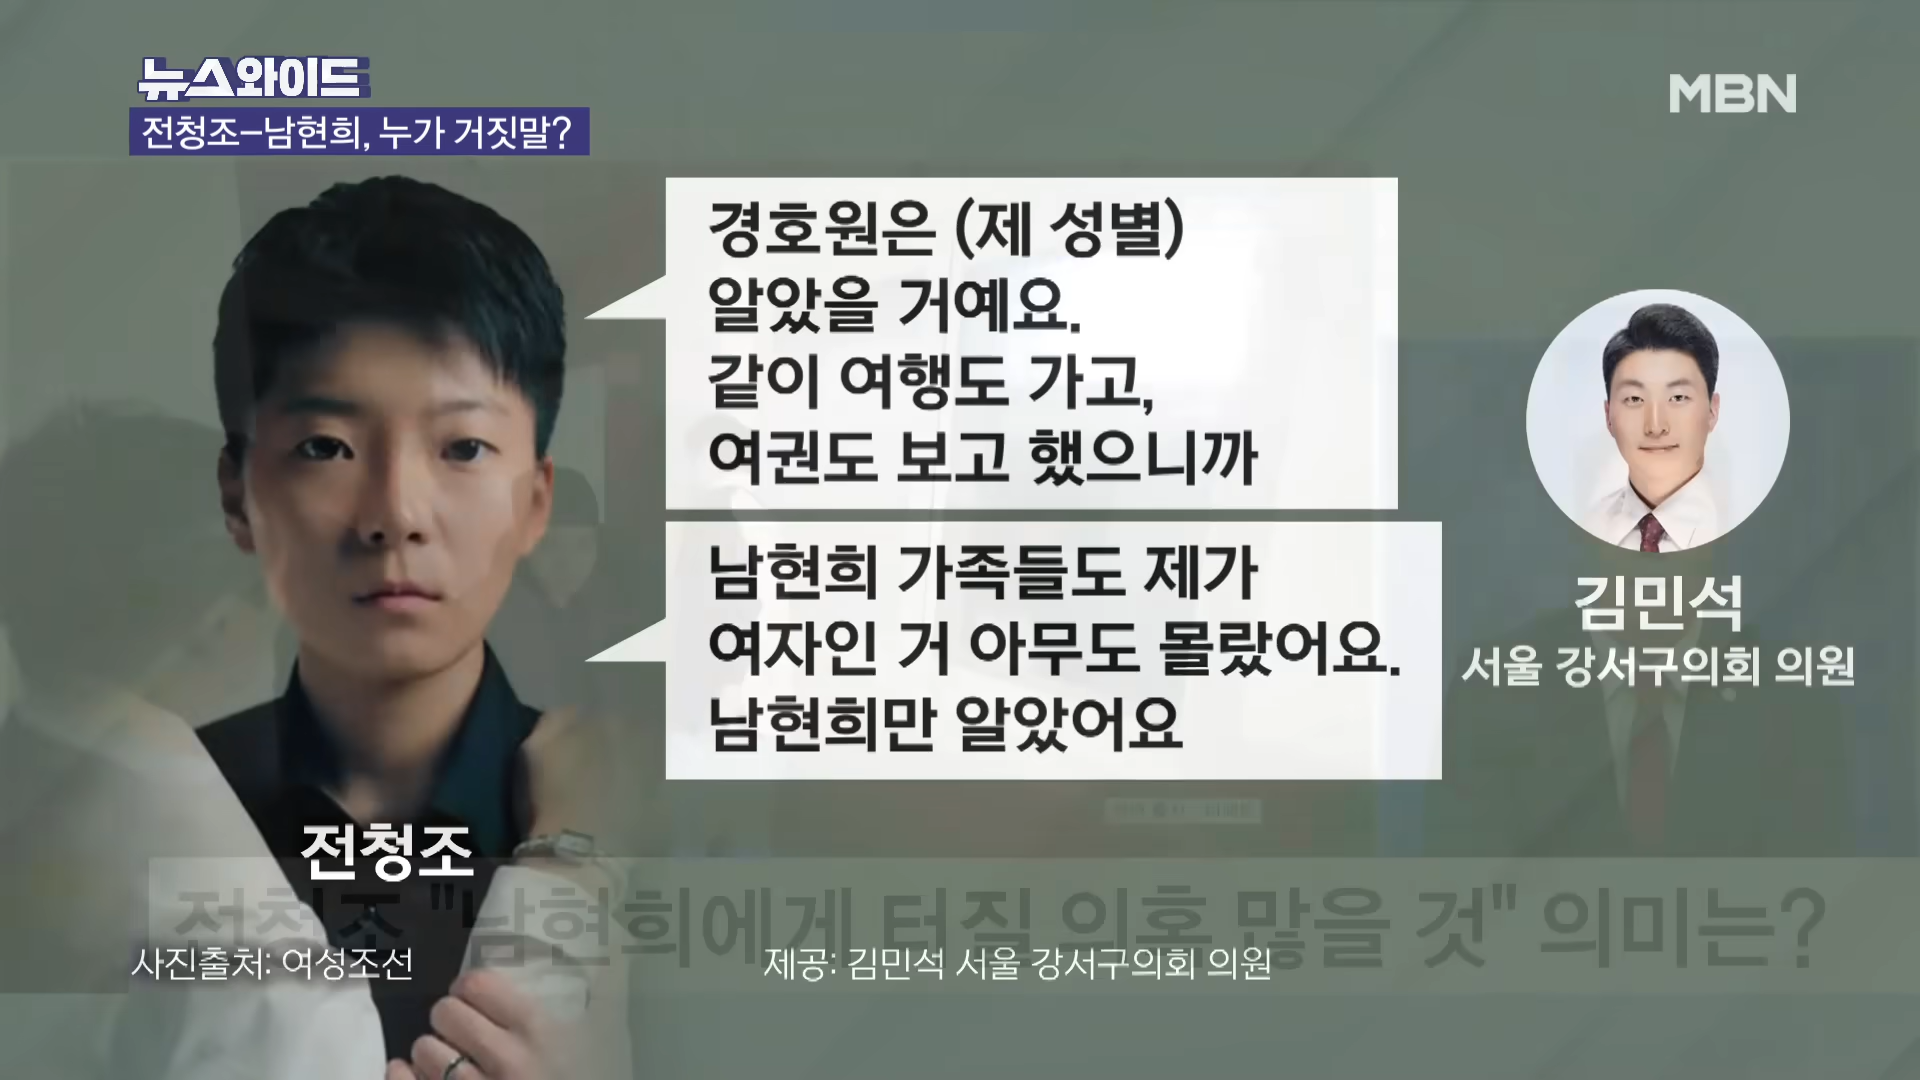 뉴스와이드
MBN
전청조-남현희, 누가 거짓말?
경호원은 (제 성별)
알았을 거예요.
같이 여행도 가고,
여권도 보고 했으니까
남현희 가족들도 제가
여자인 거 아무도 몰랐어요.
남현희만 알았어요
김민석
서울 강서구의회 의원
전청조
전청조 "남현희에게 터질 의혹 많을 것" 의미는?
사진출처: 여성조선
제공: 김민석 서울 강서구의회 의원